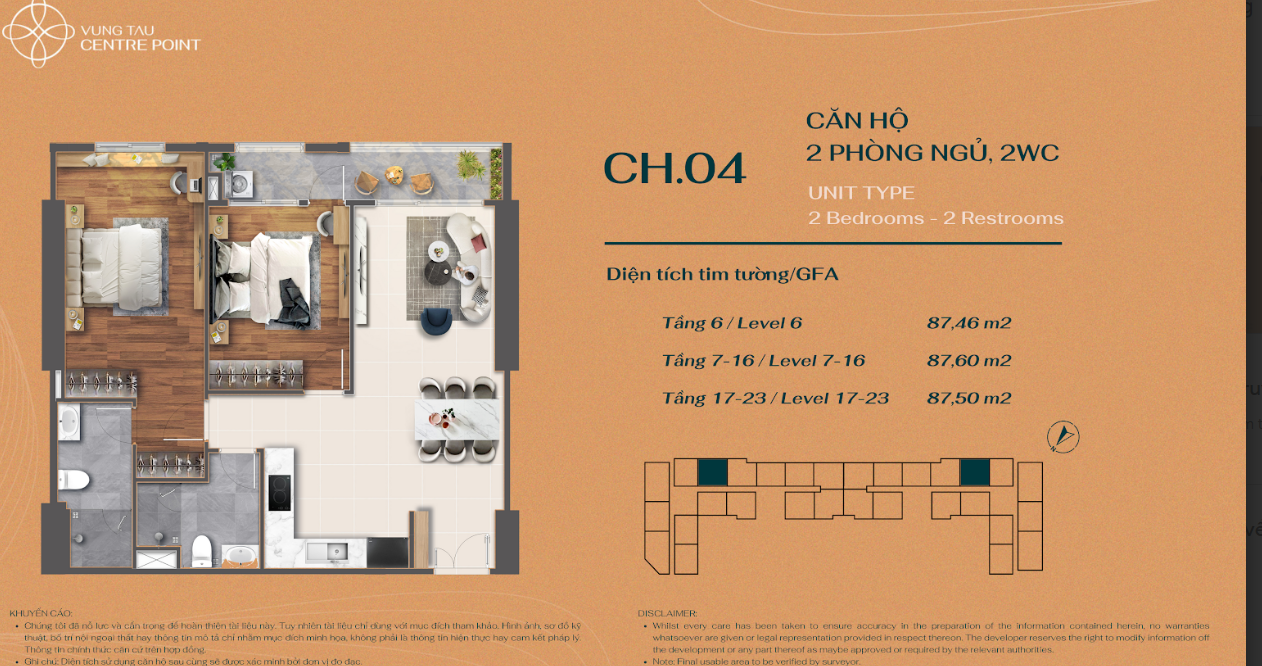 VUNG TAU
CENTRE POINT
CH.04
CĂN HỘ
2 PHÒNG NGỦ, 2WC
UNIT TYPE
2 Bedrooms - 2 Restrooms
Diện tích tim tường/GFA
Tầng 6 / Level 6 87,46 m2
Tầng 7-16 / Level 7-16 87,60 m2
Tầng 17-23 / Level 17-23 87,50 m2
N
KHUYẾN CÁO:
• Chúng tôi đã nỗ lực và cẩn trọng để hoàn thiện tài liệu này. Tuy nhiên tài liệu chỉ dùng với mục đích tham khảo. Hình ảnh, sơ đồ kỹ
thuật, bố trí nội ngoại thất hay thông tin mô tả chỉ nhằm mục đích minh họa, không phải là thông tin hiện thực hay cam kết pháp lý.
Thông tin chính thức căn cứ trên hợp đồng.
• Ghi chú: Diện tích sử dụng căn hộ sau cùng sẽ được xác minh bởi đơn vị đo đạc.
DISCLAIMER:
• Whilst every care has been taken to ensure accuracy in the preparation of the information contained herein, no warranties
whatsoever are given or legal representation provided in respect thereon. The developer reserves the right to modify information off
the development or any part thereof as maybe approved or required by the relevant authorities.
• Note: Final usable area to be verified by surveyor.